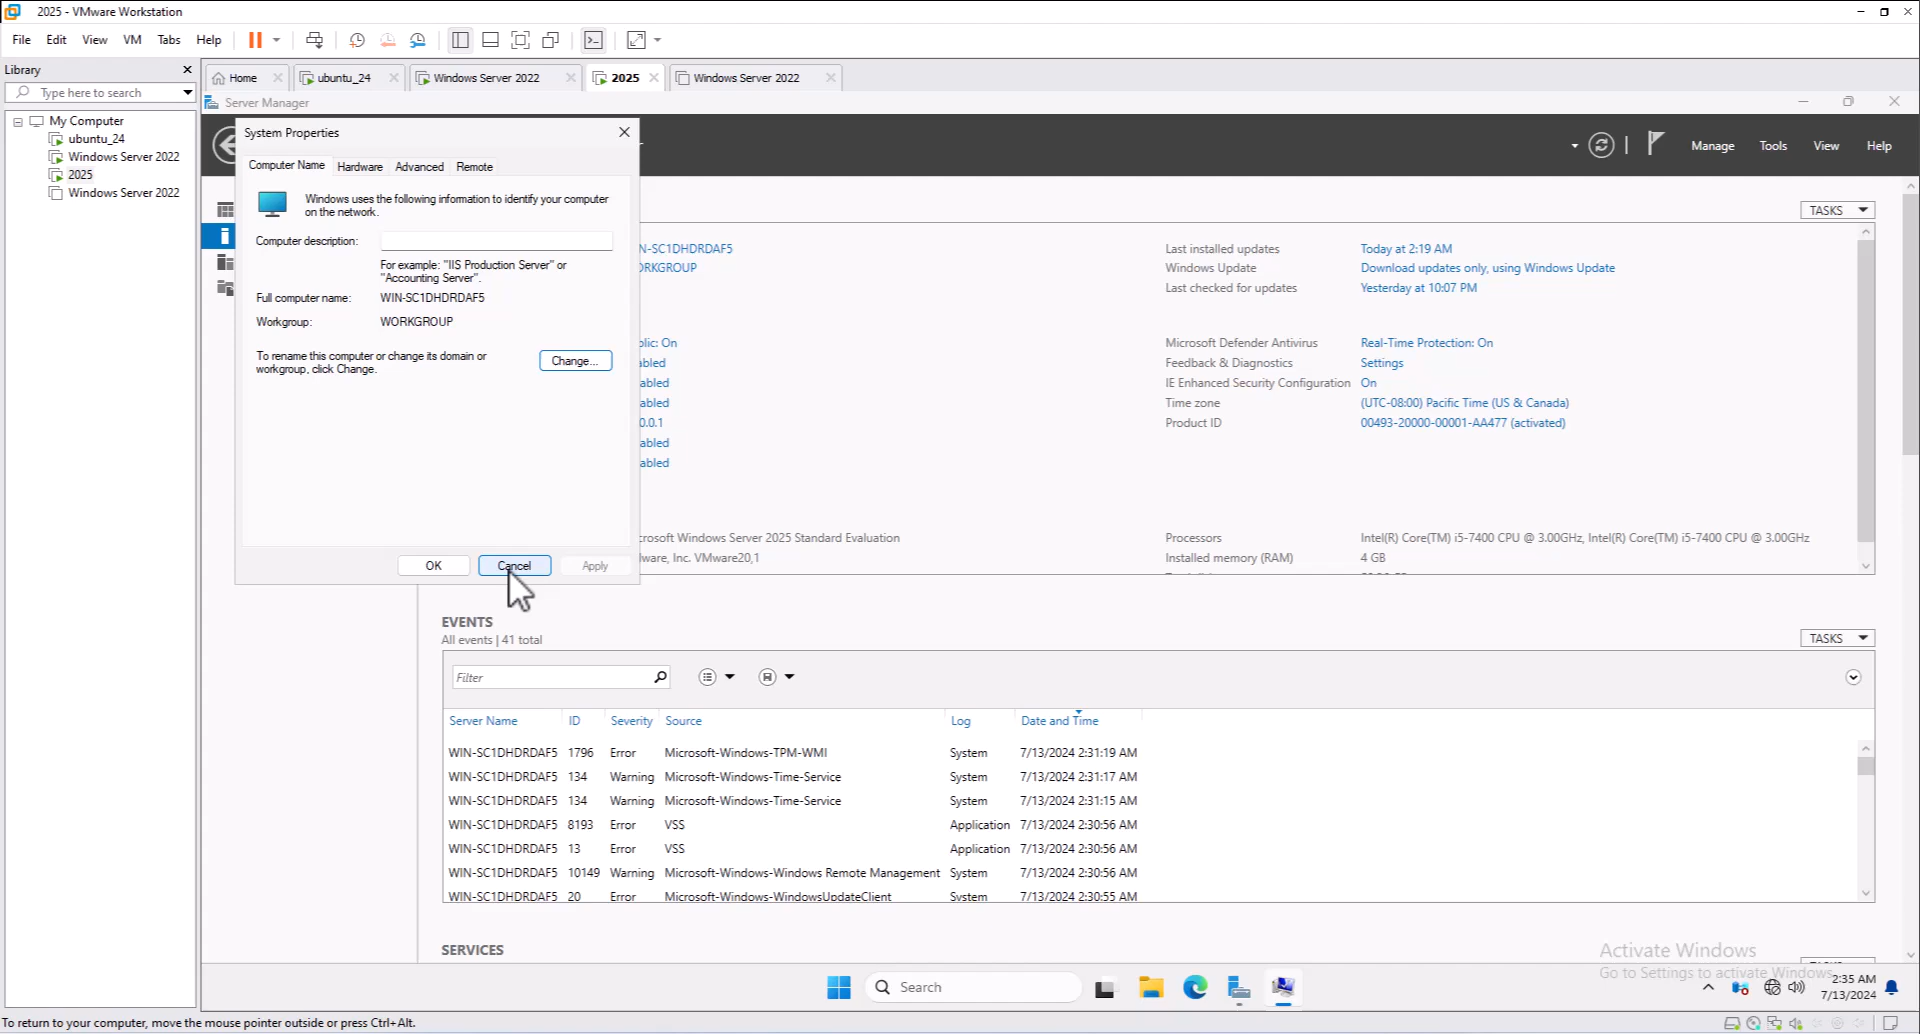 2025 - VMware Workstation
File Edit View VM Tabs Help
Library
Home ubuntu_24 Windows Server 2022 2025 Windows Server 2022
Type here to search
Server Manager
My Computer
ubuntu_24
Windows Server 2022
2025
Windows Server 2022
Manage Tools View Help
System Properties
Computer Name Hardware Advanced Remote
Windows uses the following information to identify your computer
on the network.
Computer description:
For example: "IIS Production Server" or
"Accounting Server".
Full computer name: WIN-SC1DHDRDAF5
Workgroup: WORKGROUP
To rename this computer or change its domain or
workgroup, click Change.
Change...
OK Cancel Apply
TASKS
N-SC1DHDRDAF5
ORKGROUP
Last installed updates Today at 2:19 AM
Windows Update Download updates only, using Windows Update
Last checked for updates Yesterday at 10:07 PM
blic: On
abled
abled
abled
0.0.1
abled
abled
Microsoft Defender Antivirus Real-Time Protection: On
Feedback & Diagnostics Settings
IE Enhanced Security Configuration On
Time zone (UTC-08:00) Pacific Time (US & Canada)
Product ID 00493-20000-00001-AA477 (activated)
crosoft Windows Server 2025 Standard Evaluation
ware, Inc. VMware20,1
Processors Intel(R) Core(TM) i5-7400 CPU @ 3.00GHz, Intel(R) Core(TM) i5-7400 CPU @ 3.00GHz
Installed memory (RAM) 4 GB
EVENTS
All events | 41 total
TASKS
Filter
Server Name ID Severity Source Log Date and Time
WIN-SC1DHDRDAF5 1796 Error Microsoft-Windows-TPM-WMI System 7/13/2024 2:31:19 AM
WIN-SC1DHDRDAF5 134 Warning Microsoft-Windows-Time-Service System 7/13/2024 2:31:17 AM
WIN-SC1DHDRDAF5 134 Warning Microsoft-Windows-Time-Service System 7/13/2024 2:31:15 AM
WIN-SC1DHDRDAF5 8193 Error VSS Application 7/13/2024 2:30:56 AM
WIN-SC1DHDRDAF5 13 Error VSS Application 7/13/2024 2:30:56 AM
WIN-SC1DHDRDAF5 10149 Warning Microsoft-Windows-Windows Remote Management System 7/13/2024 2:30:56 AM
WIN-SC1DHDRDAF5 20 Error Microsoft-Windows-WindowsUpdateClient System 7/13/2024 2:30:55 AM
SERVICES
Activate Windows
Go to Settings to activate Windows.
Search
2:35 AM
7/13/2024
To return to your computer, move the mouse pointer outside or press Ctrl+Alt.